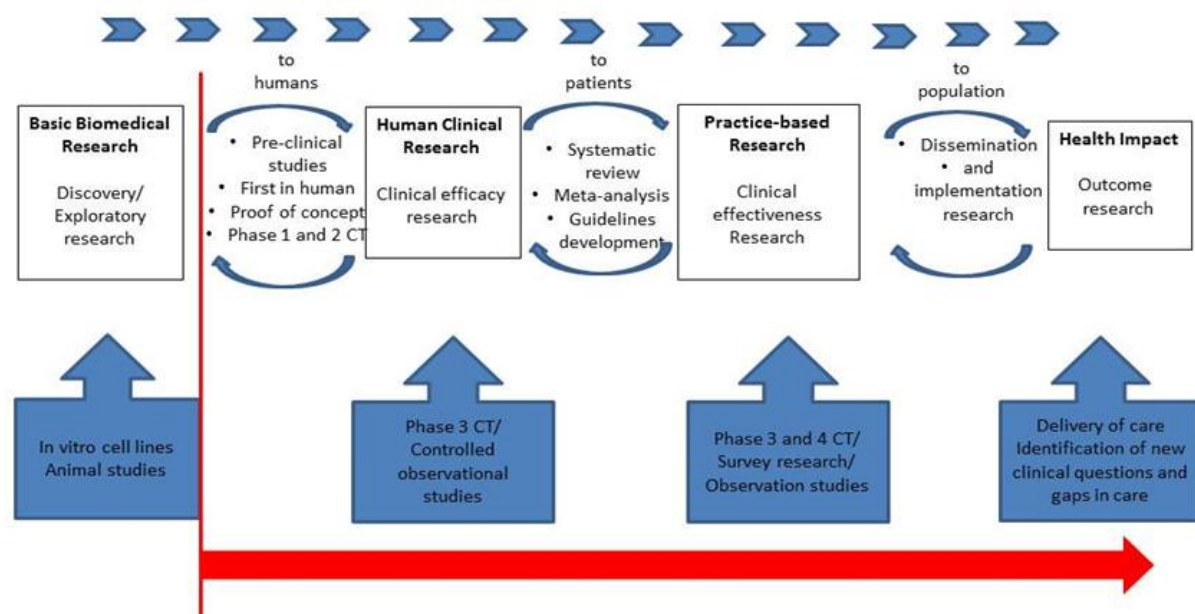 to
humans
to
patients
to
population
Basic Biomedical
Research
Discovery/
Exploratory
research
• Pre-clinical
studies
• First in human
• Proof of concept
• Phase 1 and 2 CT
Human Clinical
Research
Clinical efficacy
research
• Systematic
review
• Meta-analysis
• Guidelines
development
Practice-based
Research
Clinical
effectiveness
Research
• Dissemination
• and
implementation
research
Health Impact
Outcome
research
In vitro cell lines
Animal studies
Phase 3 CT/
Controlled
observational
studies
Phase 3 and 4 CT/
Survey research/
Observation studies
Delivery of care
Identification of new
clinical questions and
gaps in care